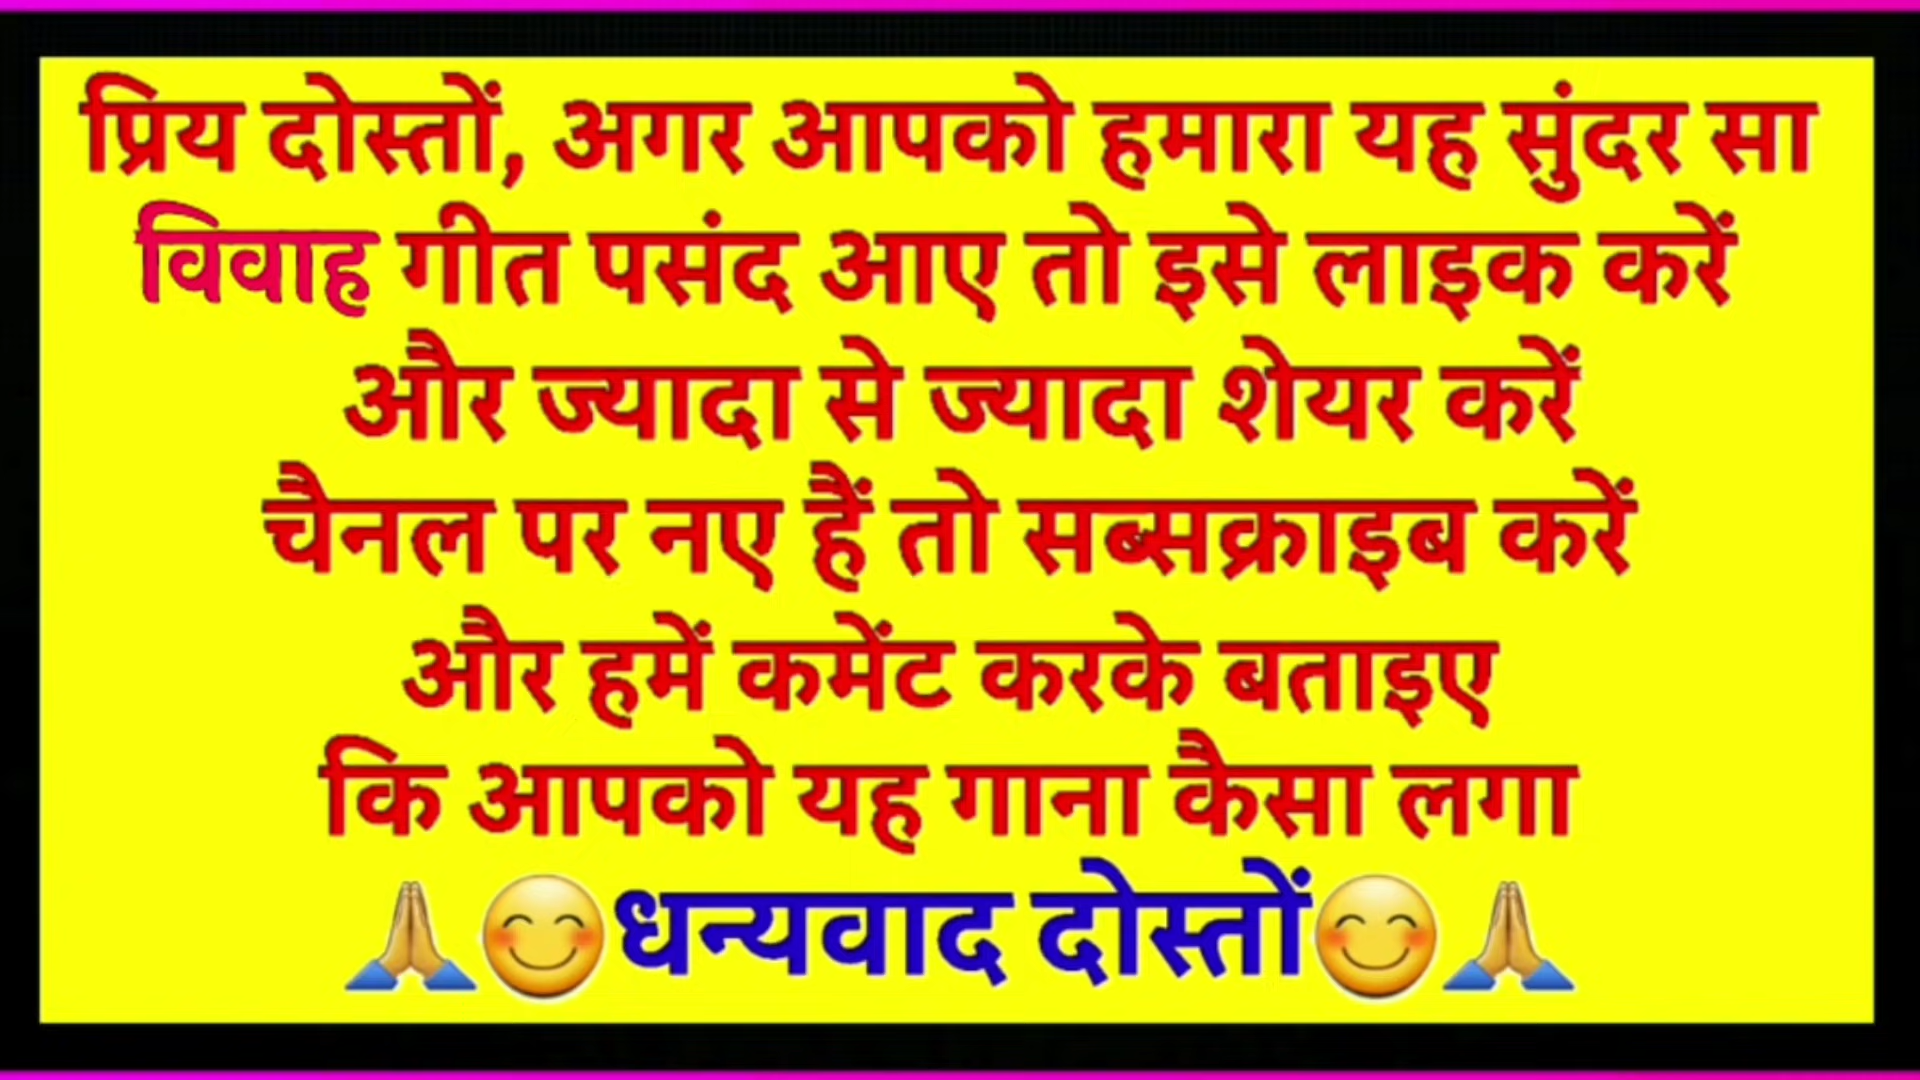 प्रिय दोस्तों, अगर आपको हमारा यह सुंदर सा
विवाह गीत पसंद आए तो इसे लाइक करें
और ज्यादा से ज्यादा शेयर करें
चैनल पर नए हैं तो सब्सक्राइब करें
और हमें कमेंट करके बताइए
कि आपको यह गाना कैसा लगा
🙏😊धन्यवाद दोस्तों😊🙏